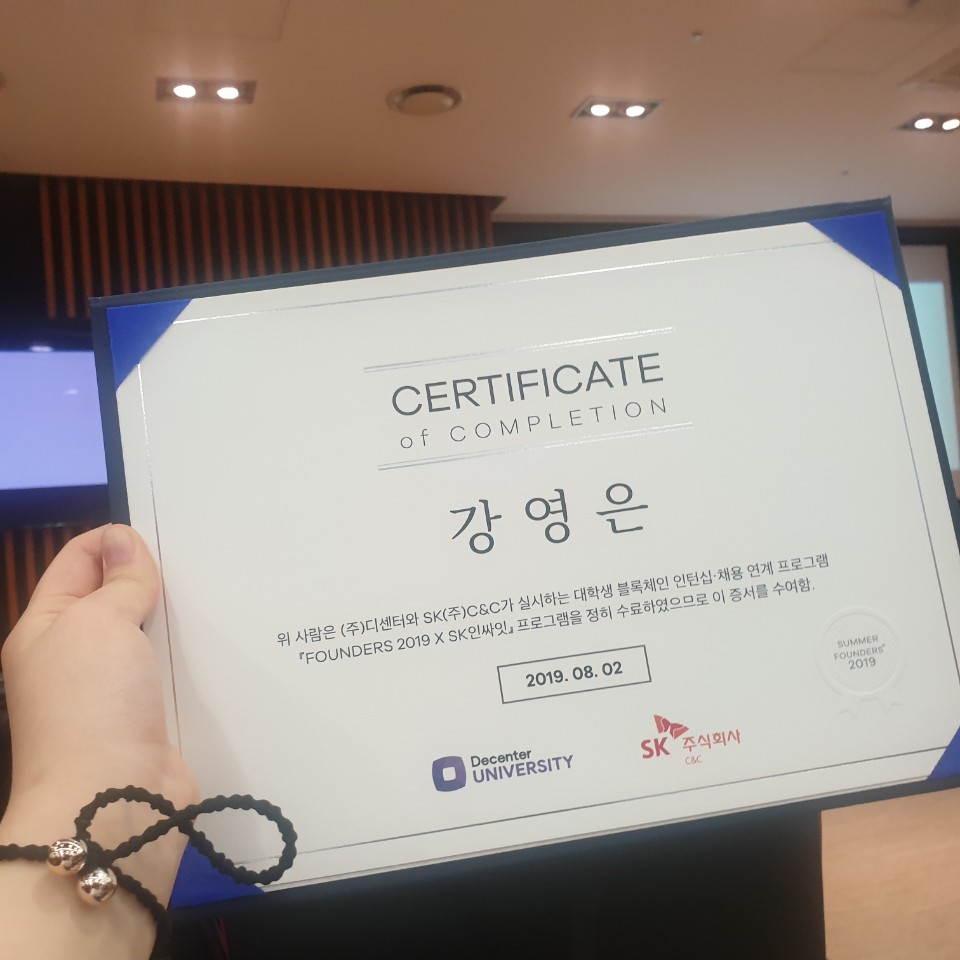 CERTIFICATE
of COMPLETION
강영은
위 사람은 (주)디센터와 SK(주)C&C가 실시하는 대학생 블록체인 인턴십·채용 연계 프로그램
『FOUNDERS 2019 X SK인싸잇』 프로그램을 정히 수료하였으므로 이 증서를 수여함.
2019. 08. 02
SUMMER
FOUNDERS
2019
Decenter
UNIVERSITY
SK 주식회사
C&C